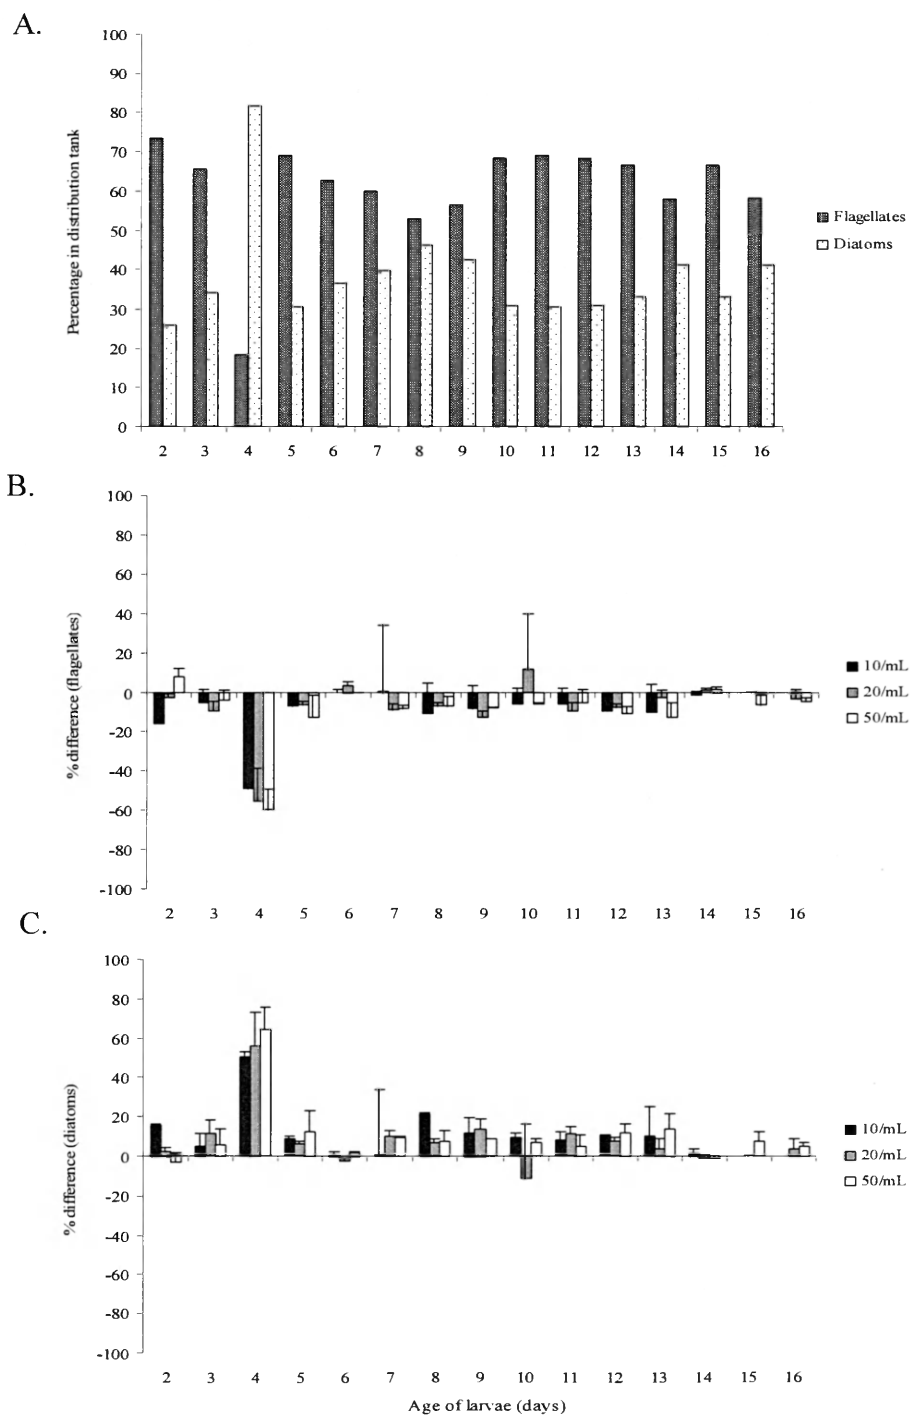 A.
Percentage in distribution tank
100
90
80
70
60
50
40
30
20
10
0
2 3 4 5 6 7 8 9 10 11 12 13 14 15 16
Flagellates
Diatoms
B.
% difference (flagellates)
100
80
60
40
20
0
-20
-40
-60
-80
-100
2 3 4 5 6 7 8 9 10 11 12 13 14 15 16
10/mL
20/mL
50/mL
C.
% difference (diatoms)
100
80
60
40
20
0
-20
-40
-60
-80
-100
2 3 4 5 6 7 8 9 10 11 12 13 14 15 16
Age of larvae (days)
10/mL
20/mL
50/mL